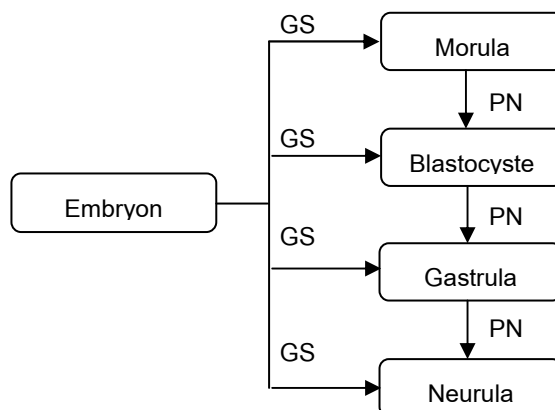 GS
Morula
PN
GS
Blastocyste
Embryon
PN
GS
Gastrula
PN
GS
Neurula